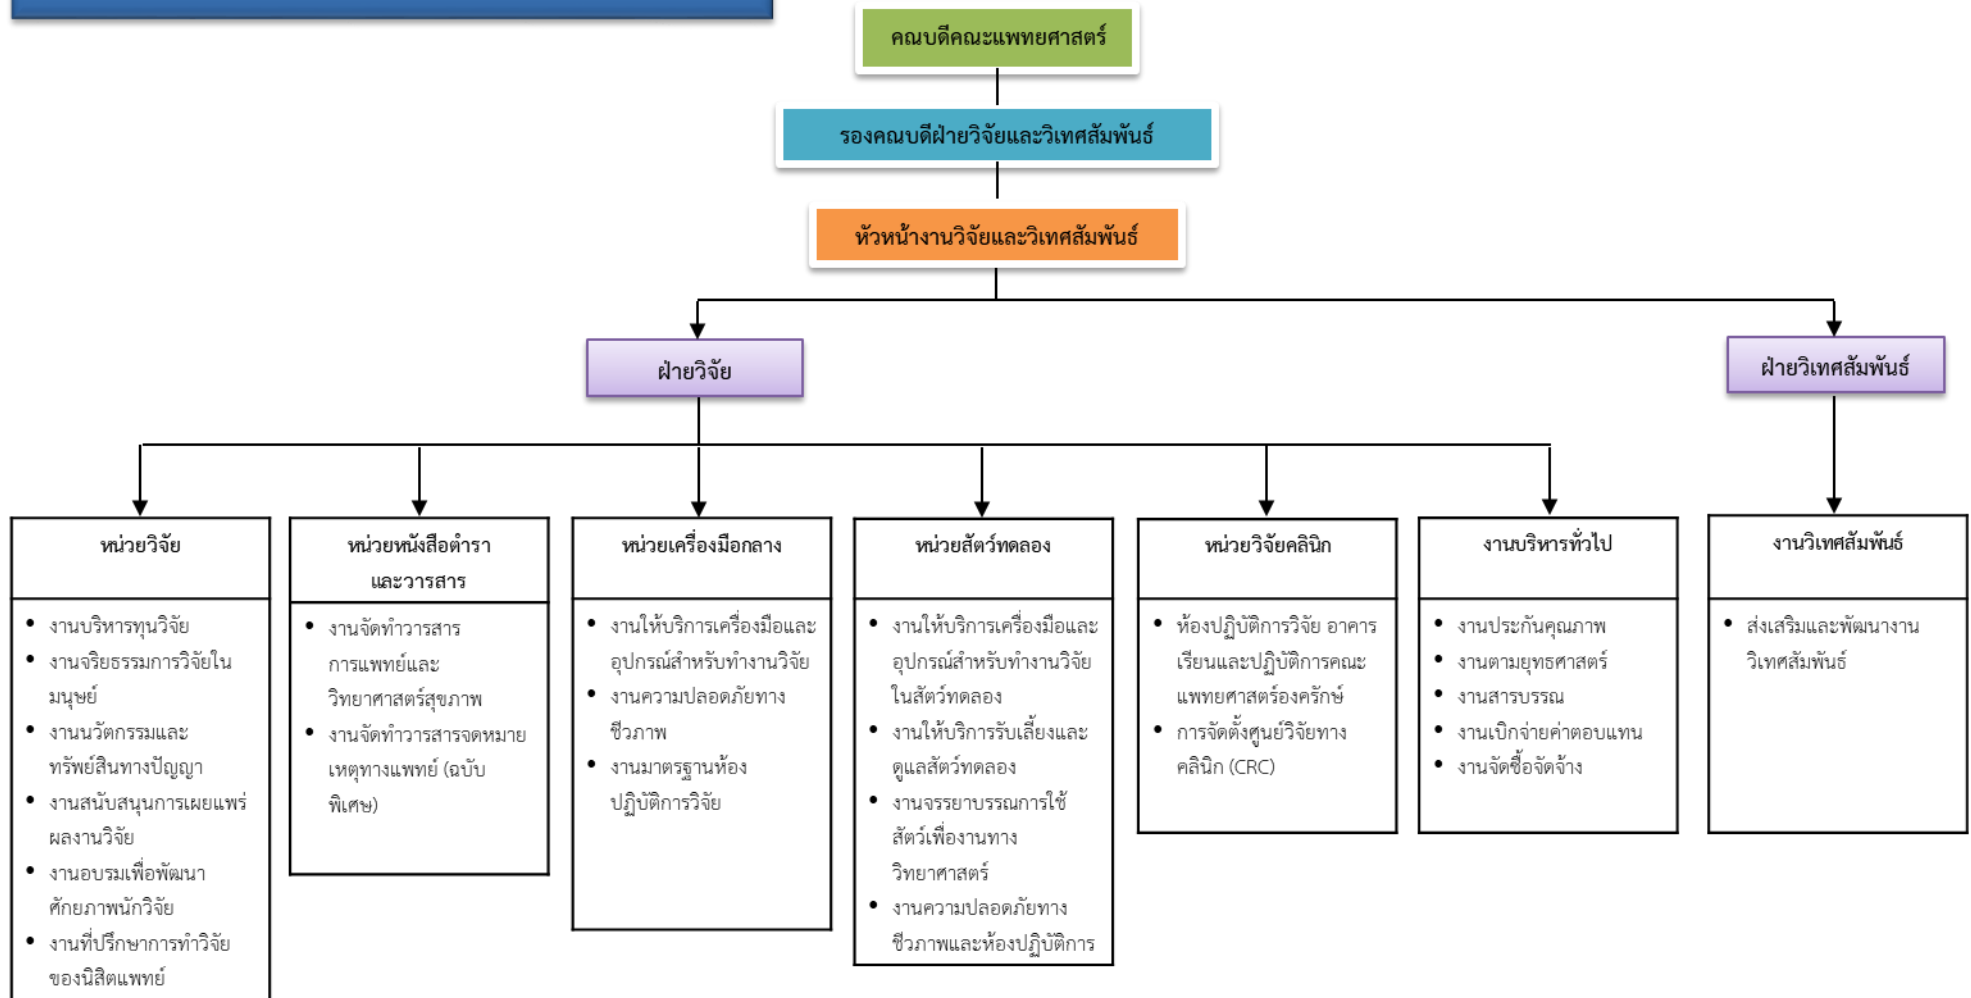 คณบดีคณะแพทยศาสตร์
รองคณบดีฝ่ายวิจัยและวิเทศสัมพันธ์
หัวหน้างานวิจัยและวิเทศสัมพันธ์
ฝ่ายวิจัย
ฝ่ายวิเทศสัมพันธ์
หน่วยวิจัย
• งานบริหารทุนวิจัย
• งานจริยธรรมการวิจัยใน
มนุษย์
• งานนวัตกรรมและ
ทรัพย์สินทางปัญญา
• งานสนับสนุนการเผยแพร่
ผลงานวิจัย
• งานอบรมเพื่อพัฒนา
ศักยภาพนักวิจัย
• งานที่ปรึกษาการทำวิจัย
ของนิสิตแพทย์
หน่วยหนังสือตำรา
และวารสาร
• งานจัดทำวารสาร
การแพทย์และ
วิทยาศาสตร์สุขภาพ
• งานจัดทำวารสารจดหมาย
เหตุทางแพทย์ (ฉบับ
พิเศษ)
หน่วยเครื่องมือกลาง
• งานให้บริการเครื่องมือและ
อุปกรณ์สำหรับทำงานวิจัย
• งานความปลอดภัยทาง
ชีวภาพ
• งานมาตรฐานห้อง
ปฏิบัติการวิจัย
หน่วยสัตว์ทดลอง
• งานให้บริการเครื่องมือและ
อุปกรณ์สำหรับทำงานวิจัย
ในสัตว์ทดลอง
• งานให้บริการรับเลี้ยงและ
ดูแลสัตว์ทดลอง
• งานจรรยาบรรณการใช้
สัตว์เพื่องานทาง
วิทยาศาสตร์
• งานความปลอดภัยทาง
ชีวภาพและห้องปฏิบัติการ
หน่วยวิจัยคลินิก
• ห้องปฏิบัติการวิจัย อาคาร
เรียนและปฏิบัติการคณะ
แพทยศาสตร์องครักษ์
• การจัดตั้งศูนย์วิจัยทาง
คลินิก (CRC)
งานบริหารทั่วไป
• งานประกันคุณภาพ
• งานตามยุทธศาสตร์
• งานสารบรรณ
• งานเบิกจ่ายค่าตอบแทน
• งานจัดซื้อจัดจ้าง
งานวิเทศสัมพันธ์
• ส่งเสริมและพัฒนางาน
วิเทศสัมพันธ์